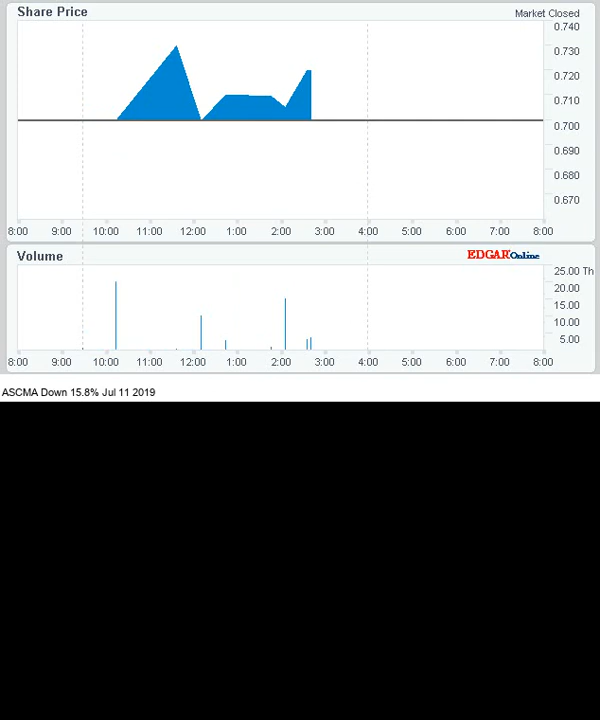 Share Price
Market Closed
0.740
0.730
0.720
0.710
0.700
0.690
0.680
0.670
8:00 9:00 10:00 11:00 12:00 1:00 2:00 3:00 4:00 5:00 6:00 7:00 8:00
Volume
EDGAR Online
25.00 Th
20.00
15.00
10.00
5.00
8:00 9:00 10:00 11:00 12:00 1:00 2:00 3:00 4:00 5:00 6:00 7:00 8:00
ASCMA Down 15.8% Jul 11 2019